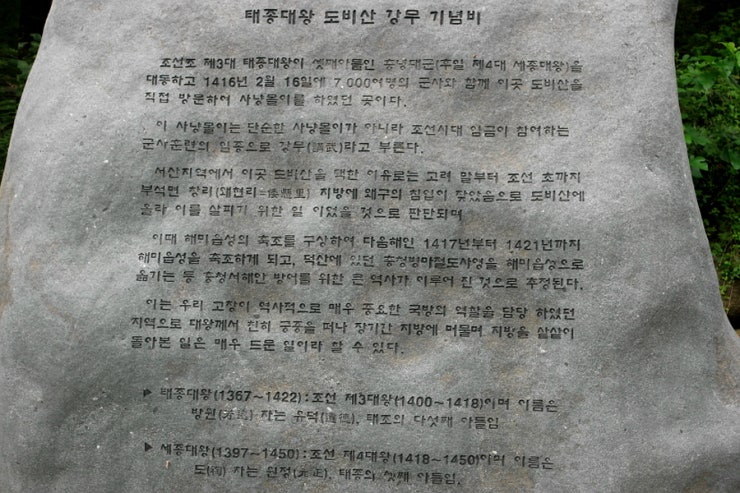 태종대왕 도비산 강무 기념비
조선조 제3대 태종대왕이 셋째아들인 충녕대군(후일 제4대 세종대왕)을
대동하고 1416년 2월 16일에 7,000여명의 군사와 함께 이곳 도비산을
직접 방문하여 사냥몰이를 하였던 곳이다.
이 사냥몰이는 단순한 사냥몰이가 아니라 조선시대 임금이 참여하는
군사훈련의 일종으로 강무(講武)라고 부른다.
서산지역에서 이곳 도비산을 택한 이유로는 고려 말부터 조선 초까지
부석면 창리(왜현리=倭懸里) 지방에 왜구의 침입이 잦았음으로 도비산에
올라 이를 살피기 위한 일 이었을 것으로 판단되며
이때 해미읍성의 축조를 구상하여 다음해인 1417년부터 1421년까지
해미읍성을 축조하게 되고, 덕산에 있던 충청병마절도사영을 해미읍성으로
옮기는 등 충청서해안 방어를 위한 큰 역사가 이루어 진 것으로 추정된다.
이는 우리 고장이 역사적으로 매우 중요한 국방의 역할을 담당 하였던
지역으로 대왕께서 친히 궁중을 떠나 장기간 지방에 머물며 지방을 샅샅이
돌아본 일은 매우 드문 일이라 할 수 있다.
▶ 태종대왕(1367~1422):조선 제3대왕(1400~1418)이며 이름은
방원(芳遠) 자는 유덕(遺德), 태조의 다섯째 아들임
▶ 세종대왕(1397~1450):조선 제4대왕(1418~1450)이며 이름은
도(祹) 자는 원정(元正), 태종의 셋째 아들임.